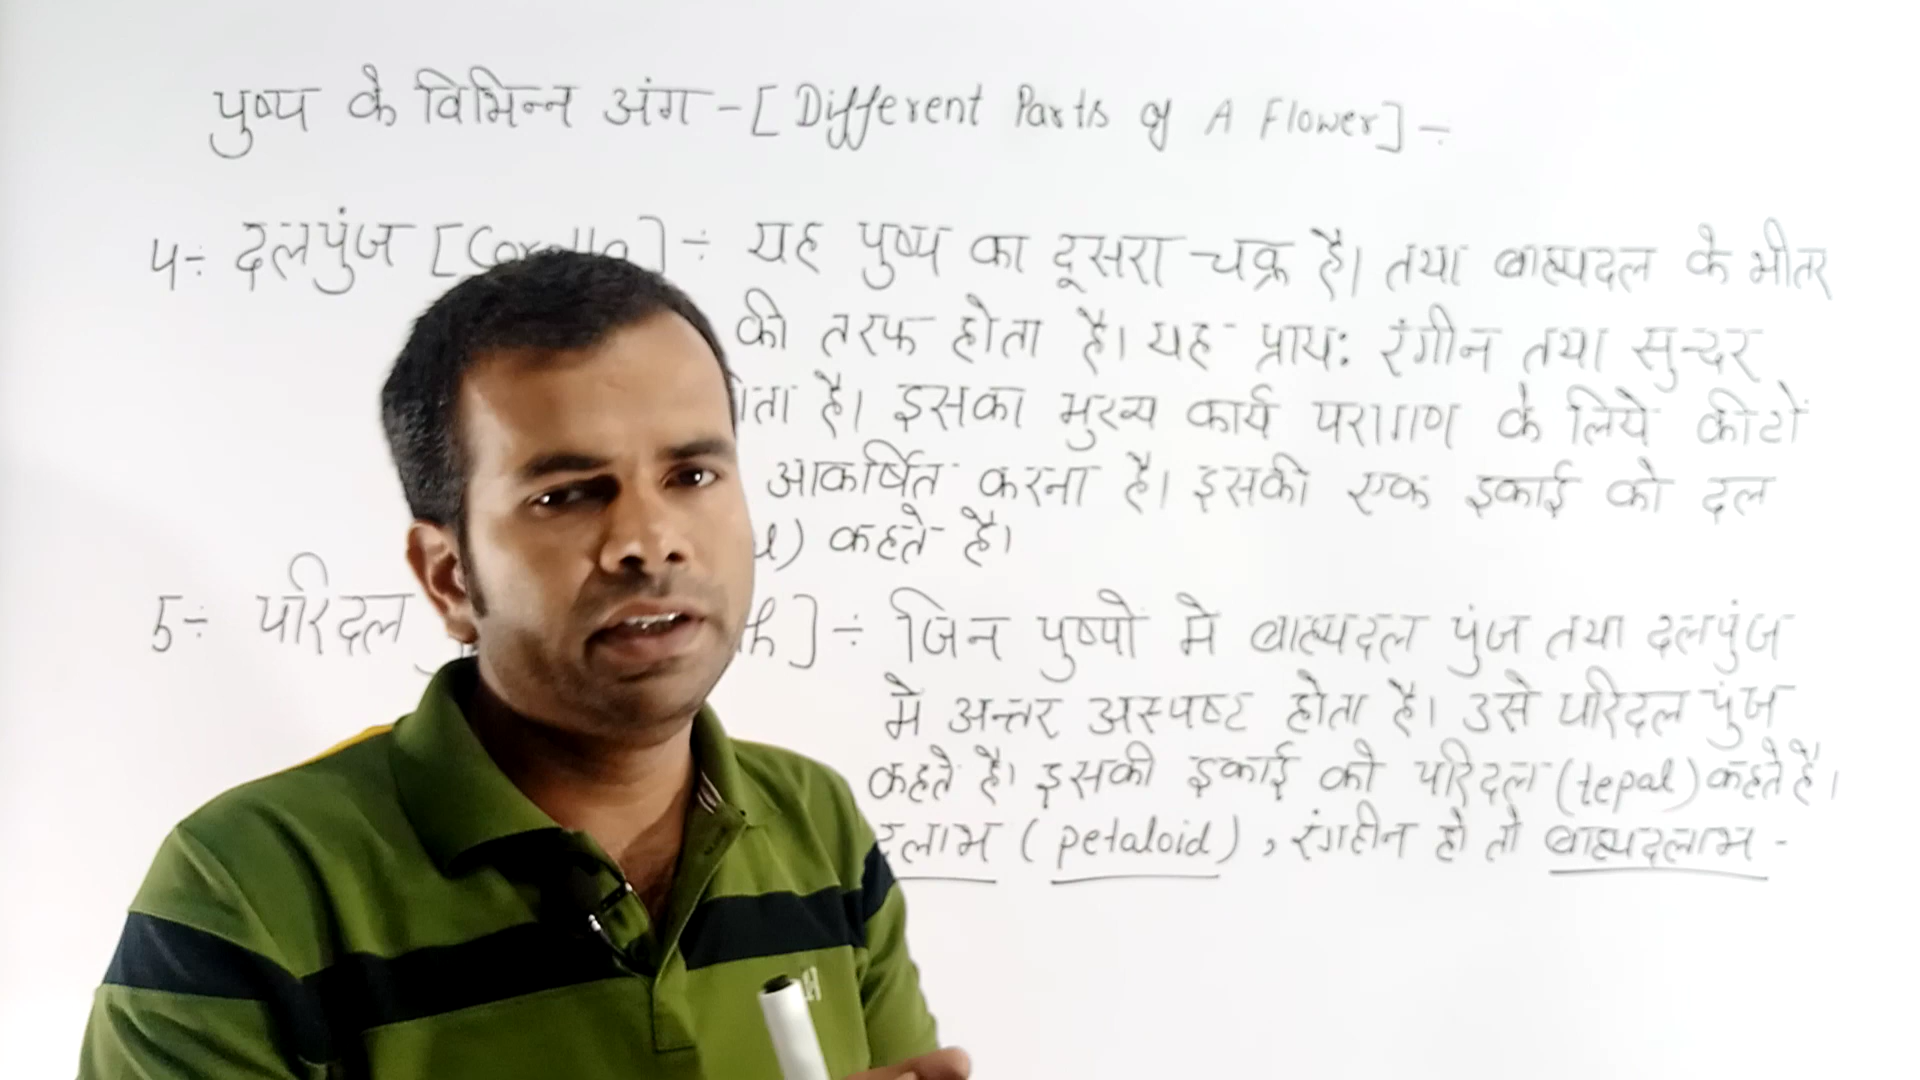 पुष्प के विभिन्न अंग - [Different Parts of A Flower] ÷
4÷ दलपुंज [Corolla] ÷ यह पुष्प का दूसरा चक्र है। तथा बाह्यदल के भीतर
की तरफ होता है। यह प्राय: रंगीन तथा सुन्दर
है। इसका मुख्य कार्य परागण के लिये कीटों
आकर्षित करना है। इसकी एक इकाई को दल
कहते है।
5÷ परिदल ÷ जिन पुष्पो मे बाह्यदल पुंज तथा दलपुंज
मे अन्तर अस्पष्ट होता है। उसे परिदल पुंज
कहते है। इसकी इकाई को परिदल (tepal) कहते है।
दलाभ (petaloid), रंगहीन हो तो बाह्यदलाभ -